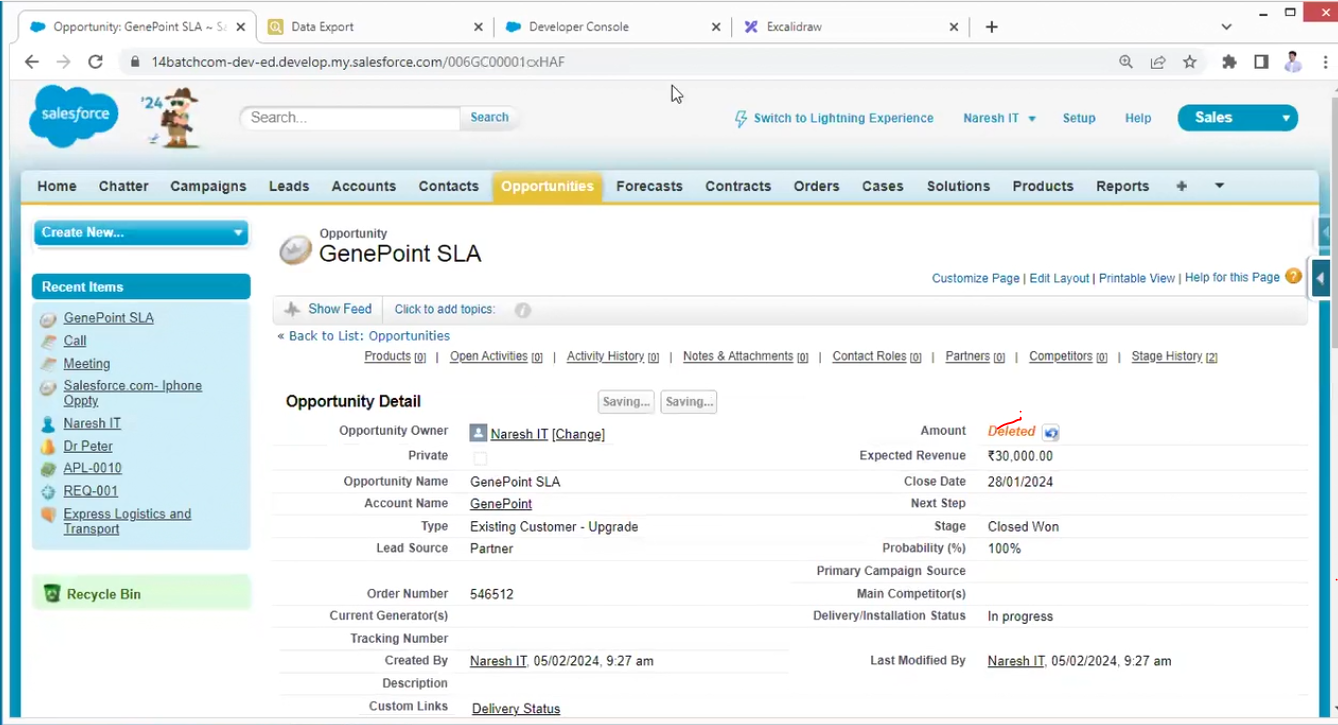 Opportunity: GenePoint SLA ~ Sa
Data Export
Developer Console
Excalidraw
14batchcom-dev-ed.develop.my.salesforce.com/006GC00001cxHAF
salesforce
'24
Search...
Search
Switch to Lightning Experience
Naresh IT
Setup
Help
Sales
Home Chatter Campaigns Leads Accounts Contacts Opportunities Forecasts Contracts Orders Cases Solutions Products Reports +
Create New...
Recent Items
GenePoint SLA
Call
Meeting
Salesforce.com- Iphone
Oppty
Naresh IT
Dr Peter
APL-0010
REQ-001
Express Logistics and
Transport
Recycle Bin
Opportunity
GenePoint SLA
Customize Page | Edit Layout | Printable View | Help for this Page ?
Show Feed
Click to add topics: i
« Back to List: Opportunities
Products [0] | Open Activities [0] | Activity History [0] | Notes & Attachments [0] | Contact Roles [0] | Partners [0] | Competitors [0] | Stage History [2]
Opportunity Detail
Saving... Saving...
Opportunity Owner Naresh IT [Change] Amount Deleted
Private Expected Revenue ₹30,000.00
Opportunity Name GenePoint SLA Close Date 28/01/2024
Account Name GenePoint Next Step
Type Existing Customer - Upgrade Stage Closed Won
Lead Source Partner Probability (%) 100%
Primary Campaign Source
Order Number 546512 Main Competitor(s)
Current Generator(s) Delivery/Installation Status In progress
Tracking Number
Created By Naresh IT, 05/02/2024, 9:27 am Last Modified By Naresh IT, 05/02/2024, 9:27 am
Description
Custom Links Delivery Status